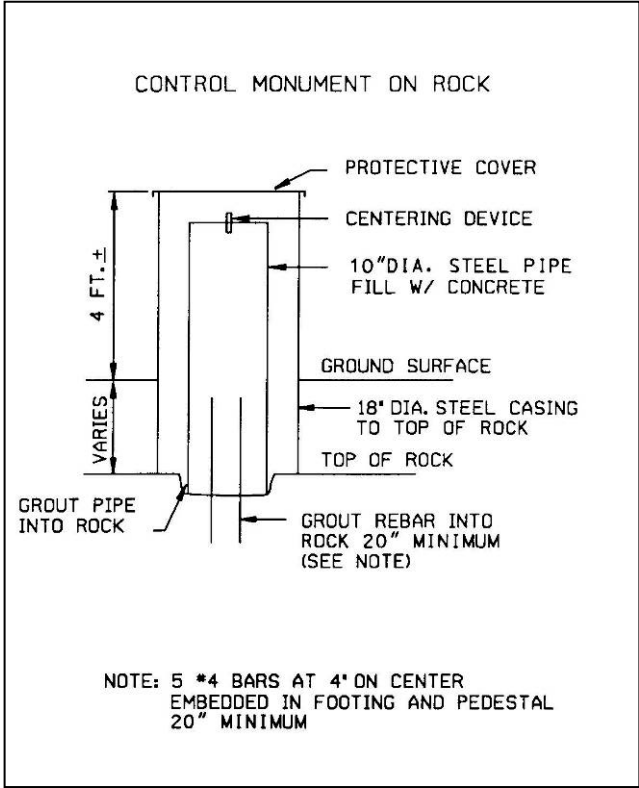 CONTROL MONUMENT ON ROCK
PROTECTIVE COVER
CENTERING DEVICE
10"DIA. STEEL PIPE
FILL W/ CONCRETE
4 FT.±
GROUND SURFACE
VARIES
18" DIA. STEEL CASING
TO TOP OF ROCK
TOP OF ROCK
GROUT PIPE
INTO ROCK
GROUT REBAR INTO
ROCK 20" MINIMUM
(SEE NOTE)
NOTE: 5 #4 BARS AT 4" ON CENTER
EMBEDDED IN FOOTING AND PEDESTAL
20" MINIMUM